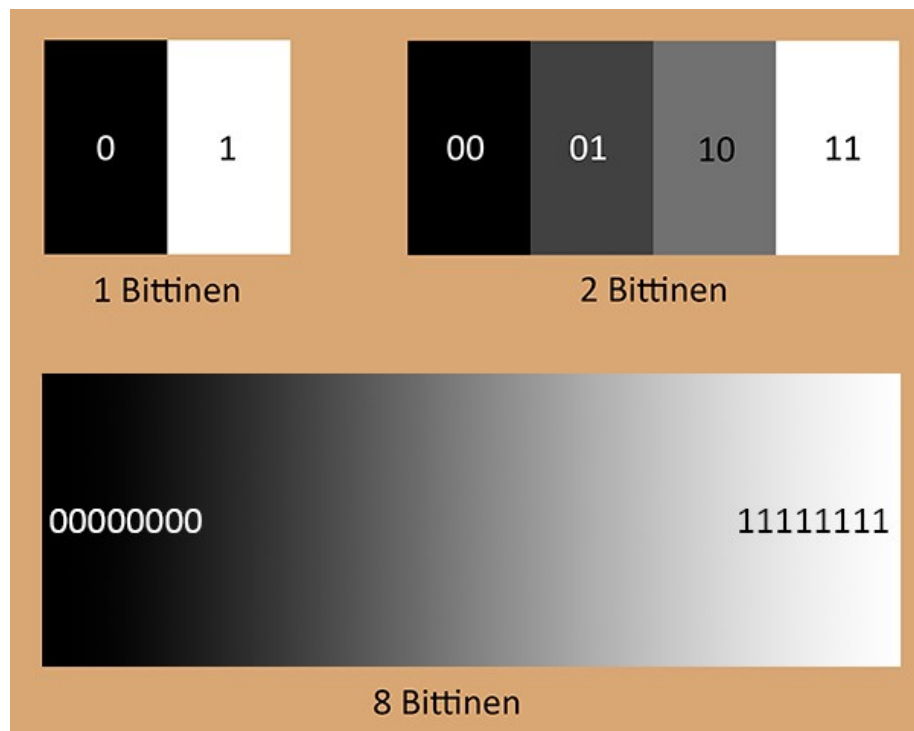 0 1
00 01 10 11
1 Bittinen
2 Bittinen
00000000
11111111
8 Bittinen